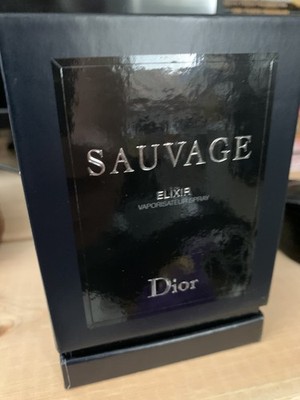 SAUVAGE
ELIXIR
VAPORISATEUR SPRAY
Dior